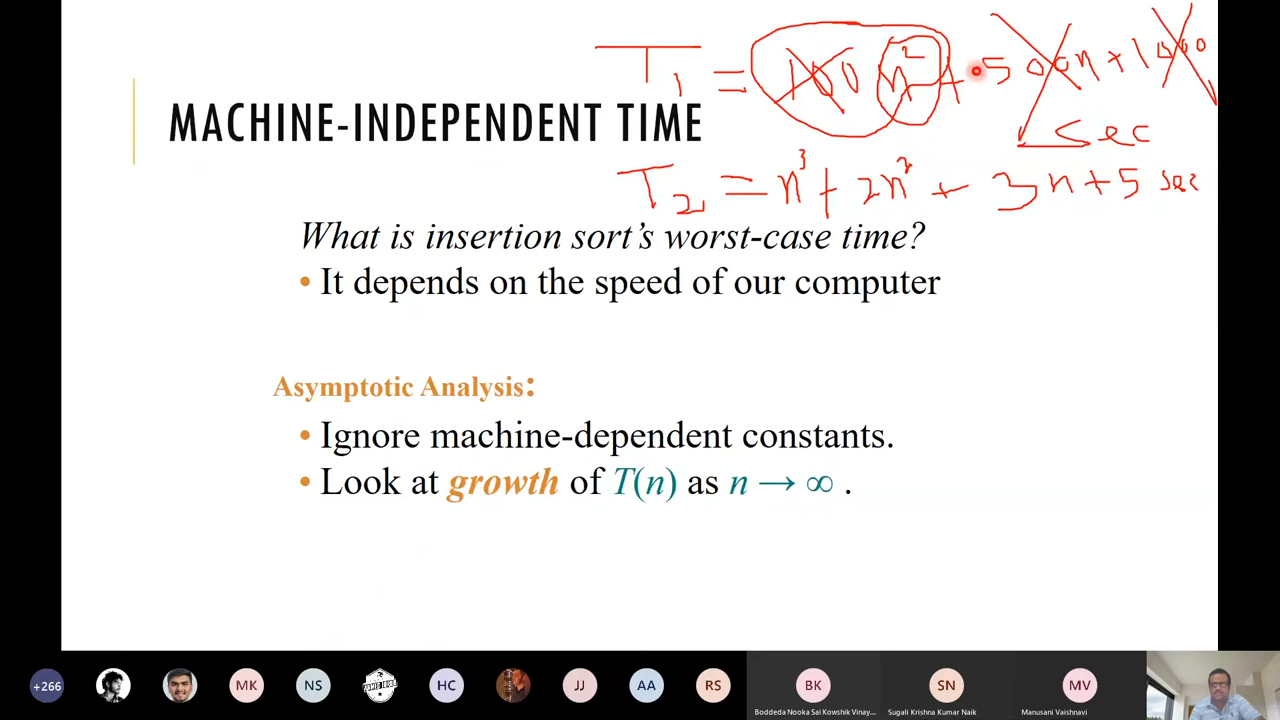 T1 = 100 n² + 500n + 1000
sec
MACHINE-INDEPENDENT TIME
T2 = n³ + 2n² + 3n + 5 sec
What is insertion sort's worst-case time?
• It depends on the speed of our computer
Asymptotic Analysis:
• Ignore machine-dependent constants.
• Look at growth of T(n) as n → ∞ .
+266 MK NS HC JJ AA RS BK SN MV
Boddeda Nooka Sai Kowshik Vinay... Sugali Krishna Kumar Naik Manusani Vaishnavi